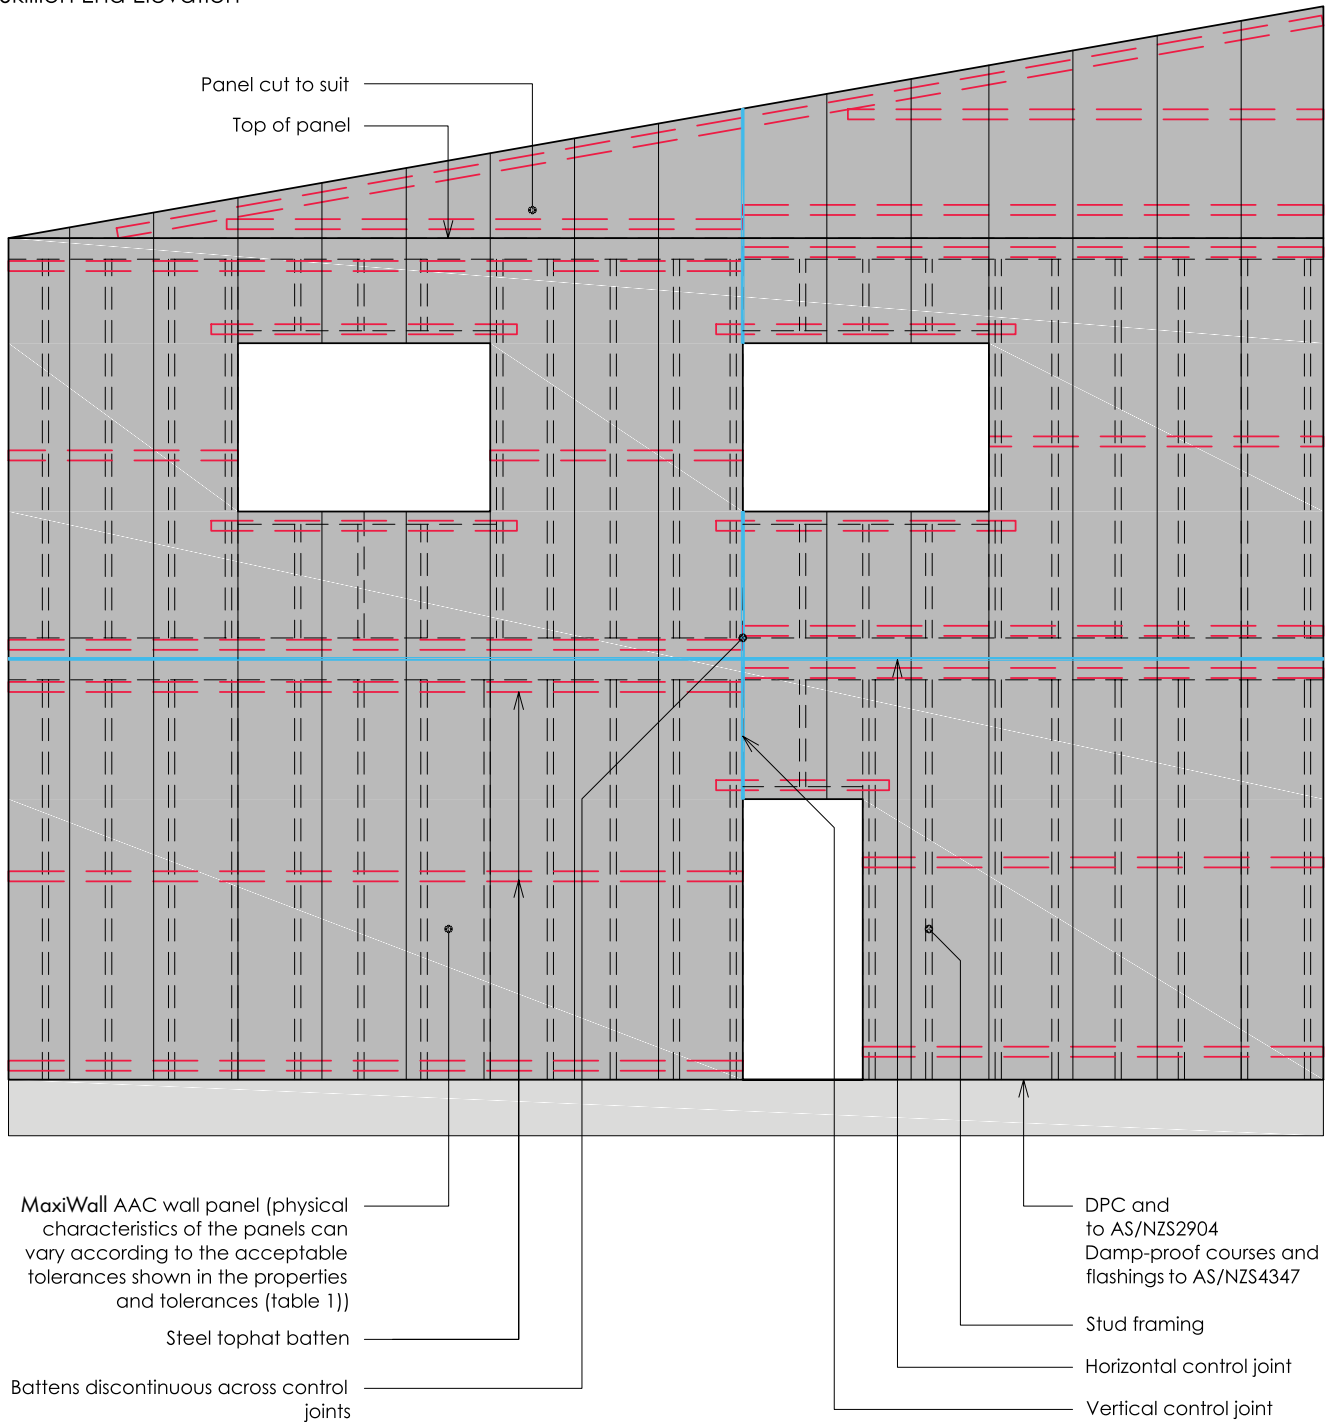 Skillion End Elevation
Panel cut to suit
Top of panel
MaxiWall AAC wall panel (physical
characteristics of the panels can
vary according to the acceptable
tolerances shown in the properties
and tolerances (table 1))
Steel tophat batten
Battens discontinuous across control
joints
DPC and
to AS/NZS2904
Damp-proof courses and
flashings to AS/NZS4347
Stud framing
Horizontal control joint
Vertical control joint